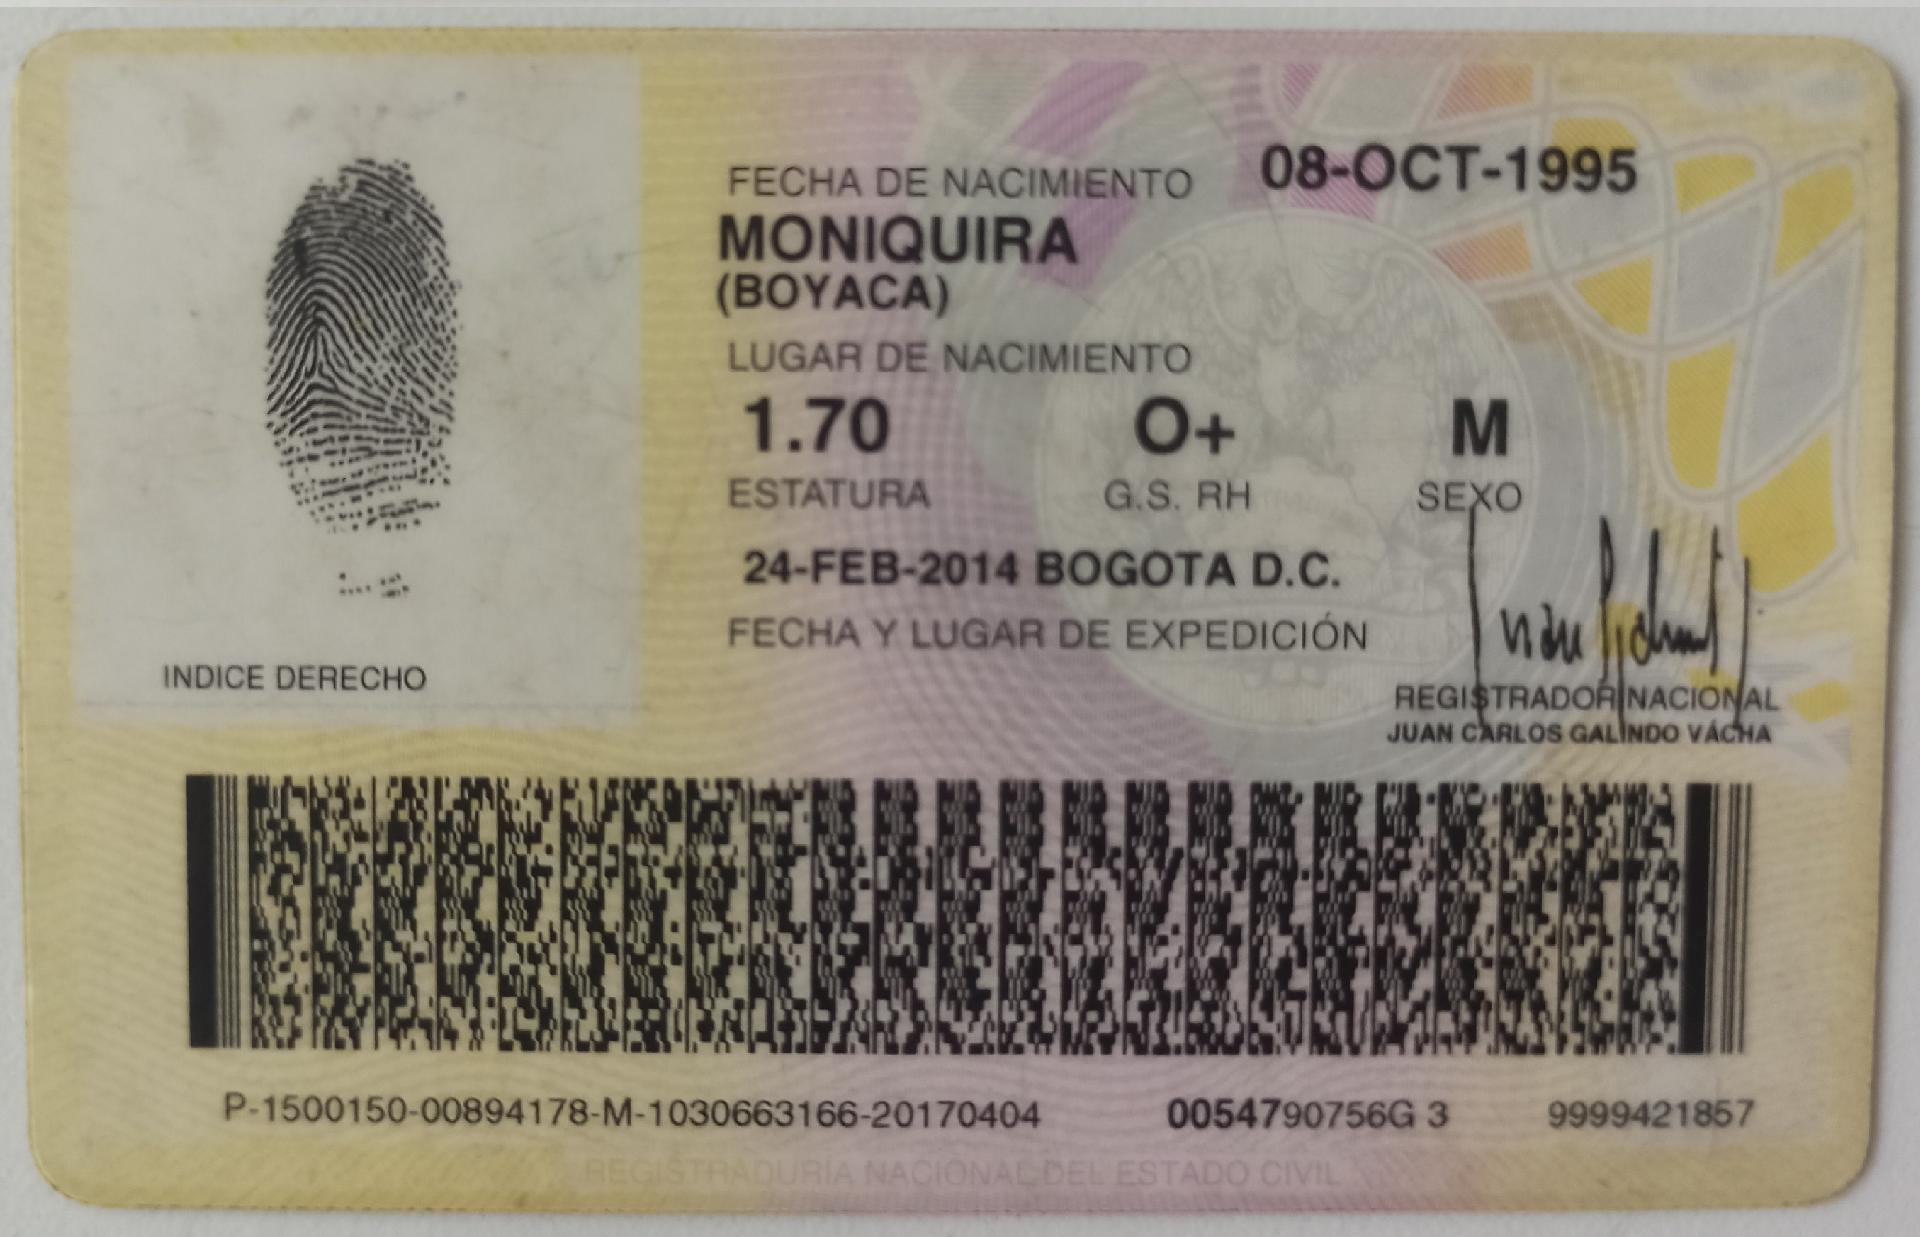 FECHA DE NACIMIENTO 08-OCT-1995
MONIQUIRA
(BOYACA)
LUGAR DE NACIMIENTO
1.70 O+ M
ESTATURA G.S. RH SEXO
24-FEB-2014 BOGOTA D.C.
FECHA Y LUGAR DE EXPEDICIÓN
INDICE DERECHO
REGISTRADOR NACIONAL
JUAN CARLOS GALINDO VÁCHA
P-1500150-00894178-M-1030663166-20170404 0054790756G 3 9999421857
REGISTRADURÍA NACIONAL DEL ESTADO CIVIL